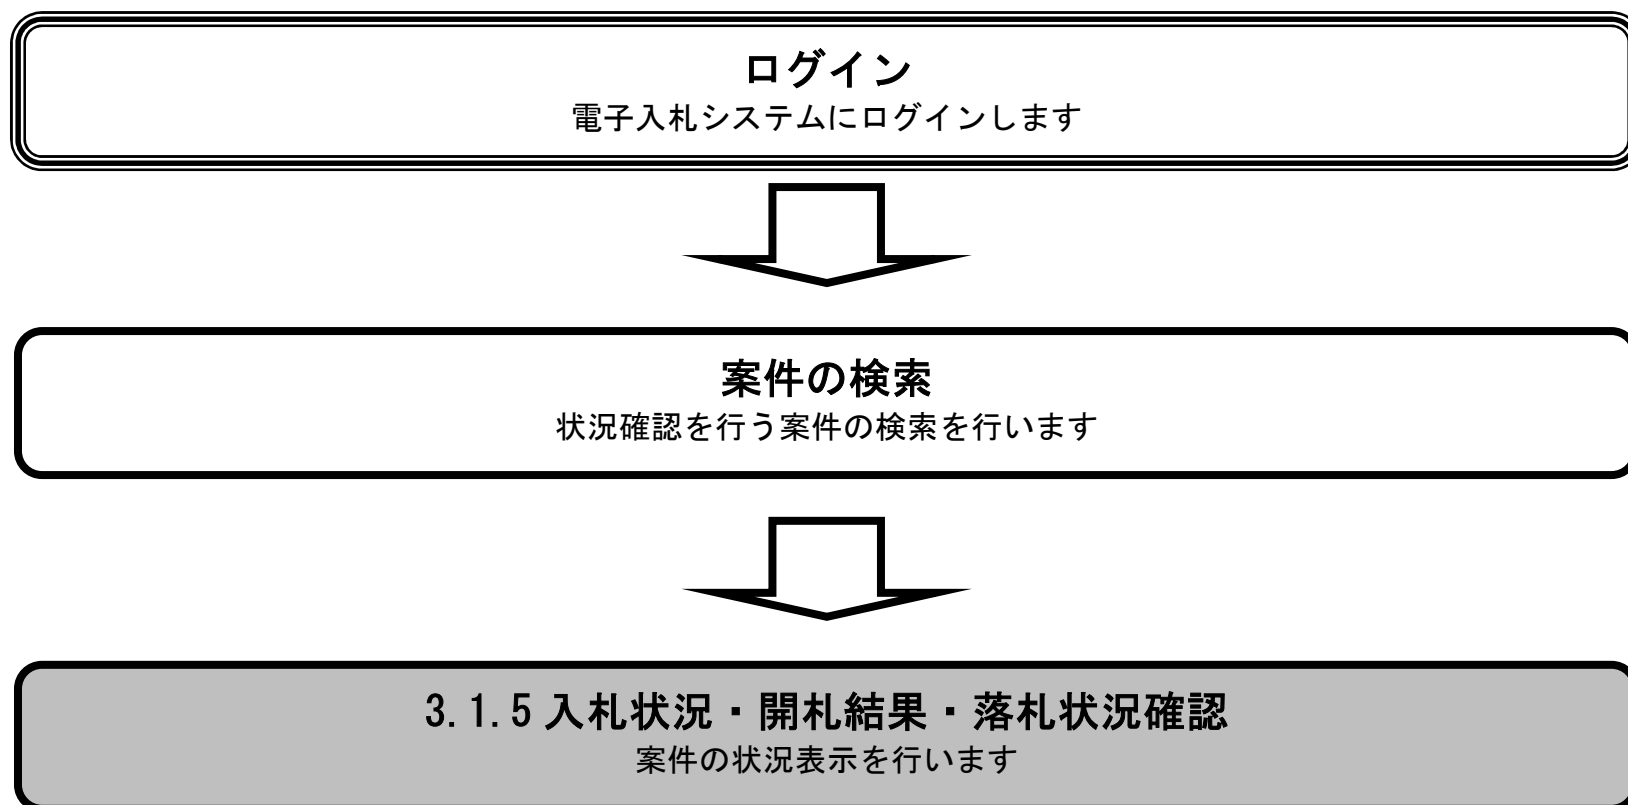 ログイン
電子入札システムにログインします
案件の検索
状況確認を行う案件の検索を行います
3.1.5 入札状況・開札結果・落札状況確認
案件の状況表示を行います